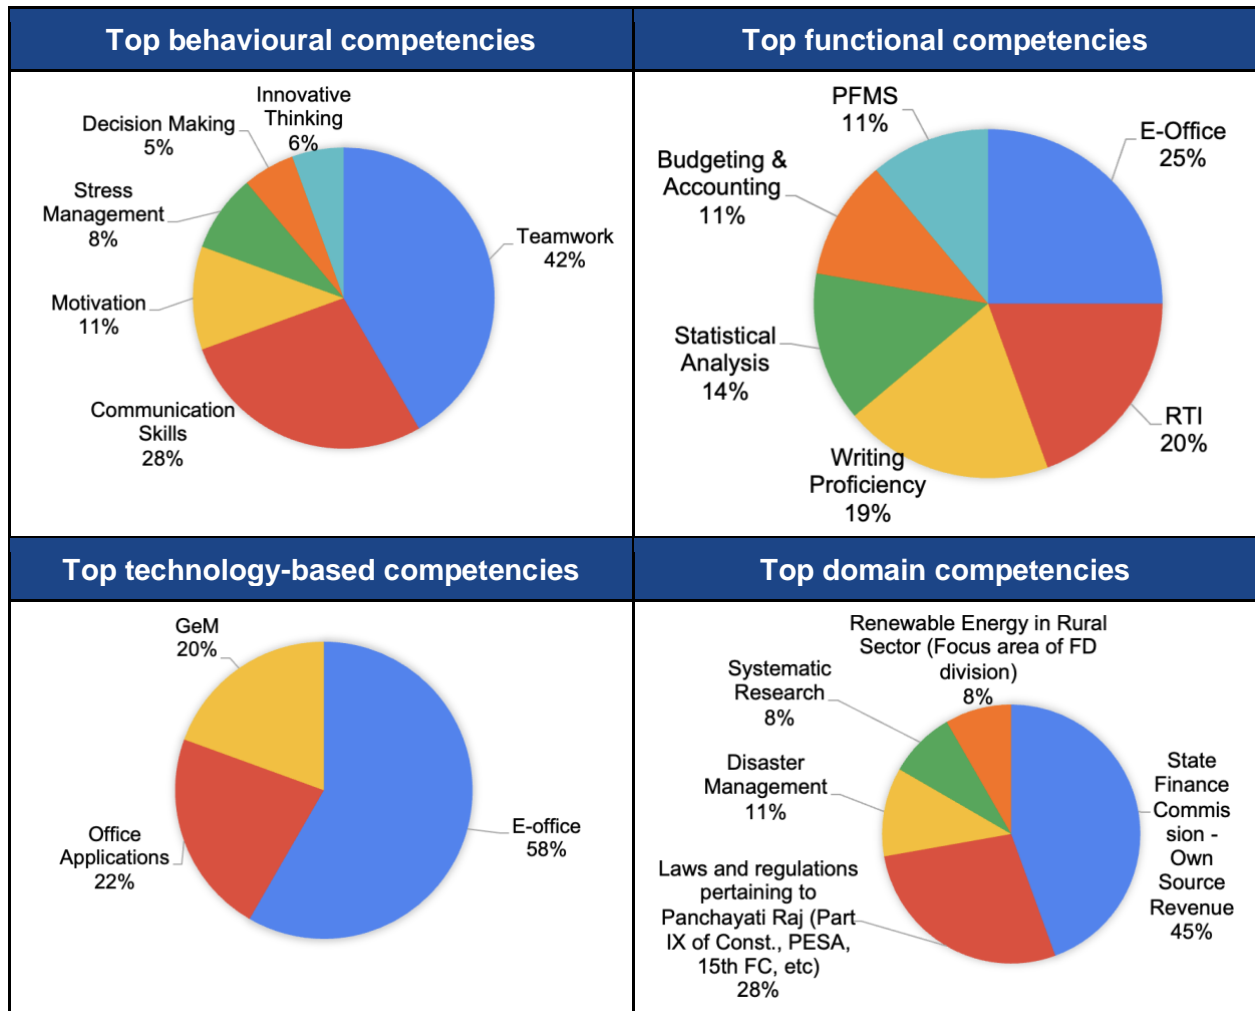 Top behavioural competencies
Top functional competencies
Innovative
Thinking
6%
Decision Making
5%
Stress
Management
8%
Motivation
11%
Communication
Skills
28%
Teamwork
42%
PFMS
11%
E-Office
25%
Budgeting &
Accounting
11%
Statistical
Analysis
14%
Writing
Proficiency
19%
RTI
20%
Top technology-based competencies
Top domain competencies
GeM
20%
Office
Applications
22%
E-office
58%
Renewable Energy in Rural
Sector (Focus area of FD
division)
8%
Systematic
Research
8%
Disaster
Management
11%
Laws and regulations
pertaining to
Panchayati Raj (Part
IX of Const., PESA,
15th FC, etc)
28%
State
Finance
Commis
sion -
Own
Source
Revenue
45%